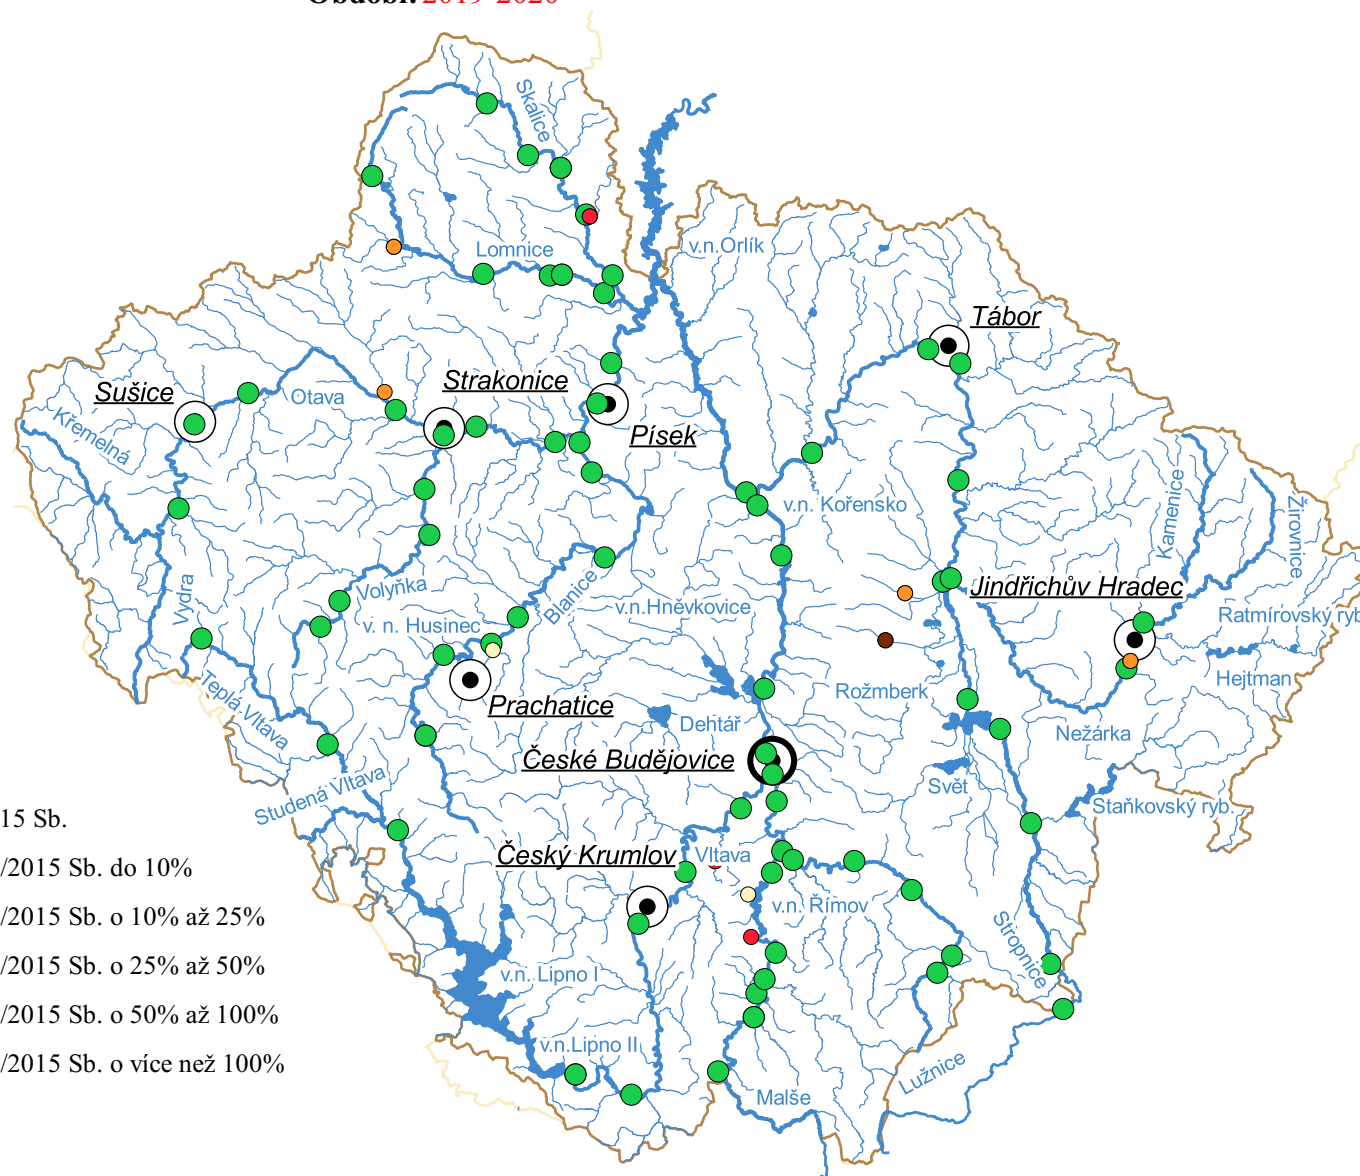 Období: 2019-2020
Skalice
v.n.Orlík
Lomnice
Tábor
Strakonice
Sušice
Otava
Křemelná
Písek
Kamenice
v.n. Kořensko
Žirovnice
Vydra
Volyňka
Blanice
Jindřichův Hradec
v.n.Hněvkovice
Ratmírovský ryb.
v. n. Husinec
Hejtman
Rožmberk
Teplá Vltava
Prachatice
Dehtář
Nežárka
České Budějovice
Svět
Studená Vltava
Staňkovský ryb.
15 Sb.
Český Krumlov
Vltava
/2015 Sb. do 10%
v.n. Římov
/2015 Sb. o 10% až 25%
Stropnice
/2015 Sb. o 25% až 50%
v.n. Lipno I
/2015 Sb. o 50% až 100%
v.n.Lipno II
/2015 Sb. o více než 100%
Lužnice
Malše